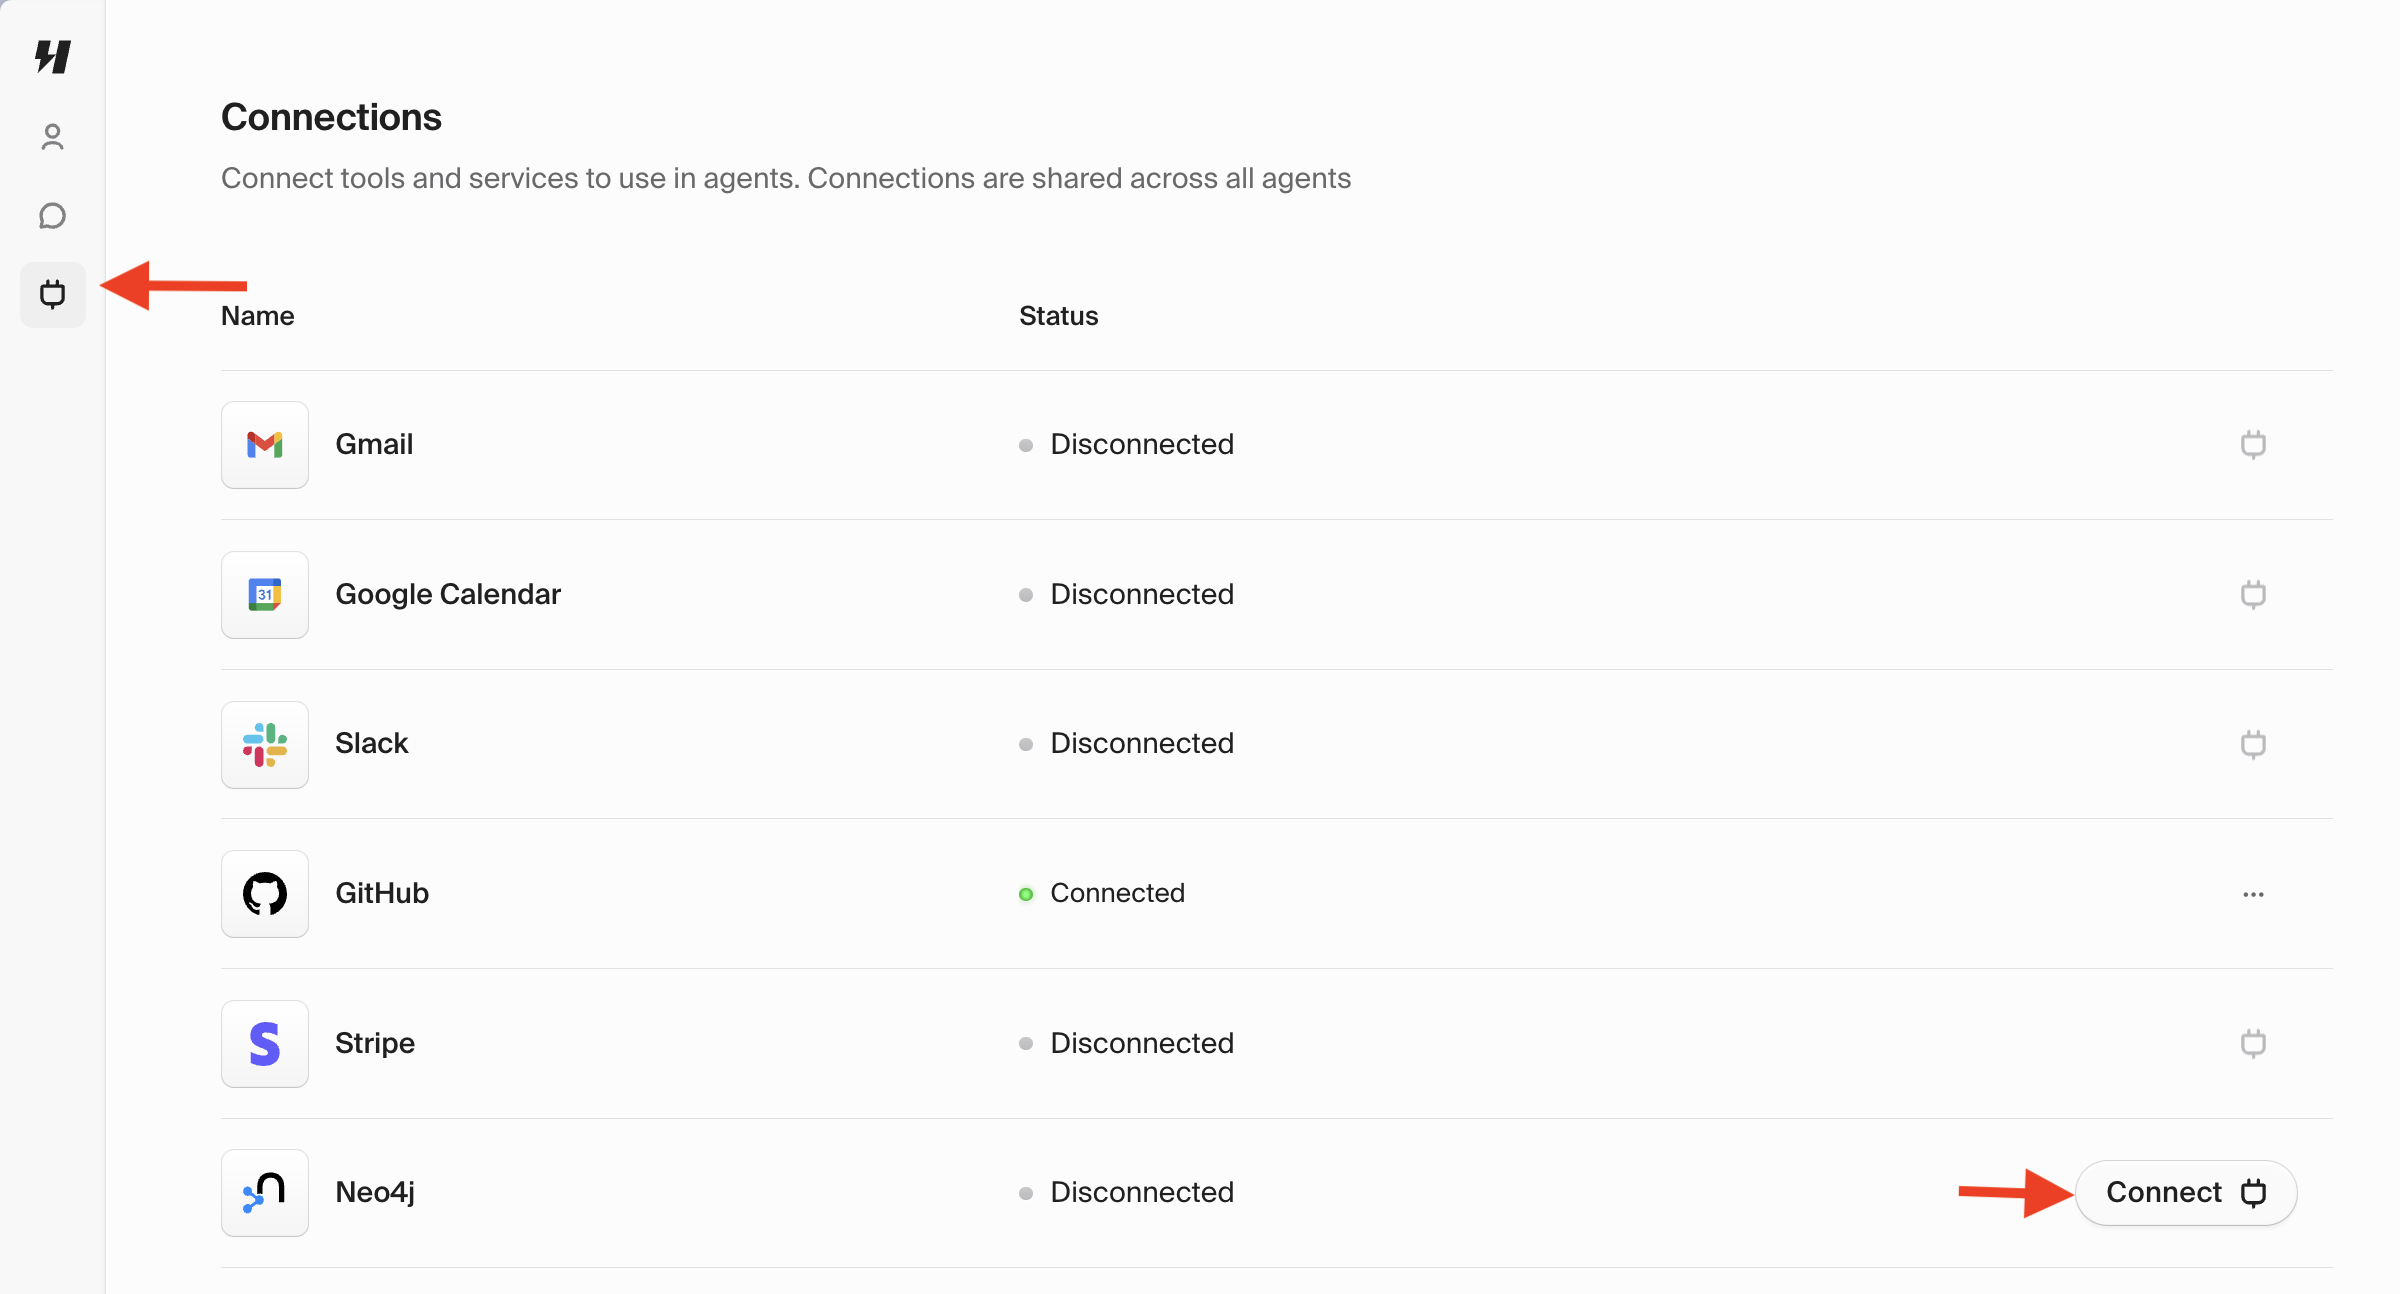 Connections
Connect tools and services to use in agents. Connections are shared across all agents
Name Status
Gmail Disconnected
31
Google Calendar Disconnected
Slack Disconnected
GitHub Connected
Stripe Disconnected
Neo4j Disconnected Connect